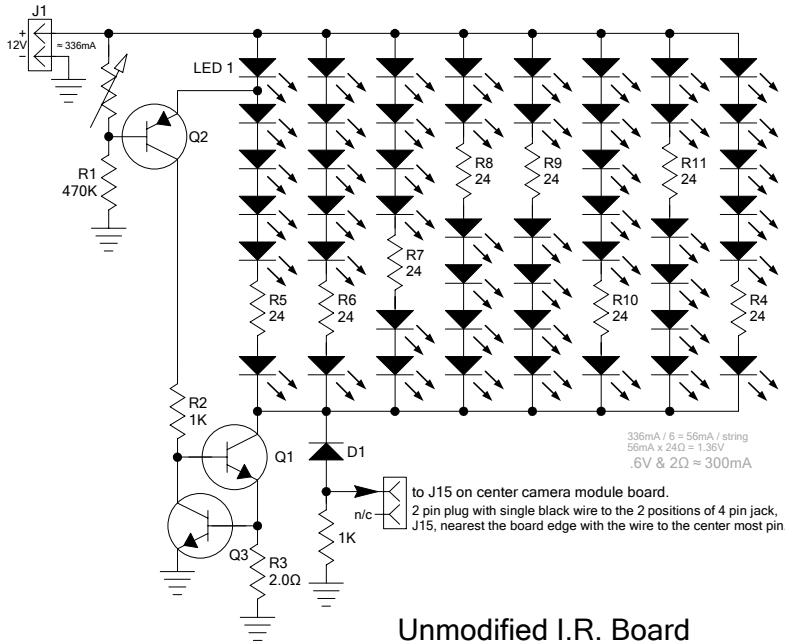 J1
+
12V
−
≈ 336mA
LED 1
Q2
R1
470K
R8
24
R9
24
R11
24
R7
24
R5
24
R6
24
R10
24
R4
24
R2
1K
Q1
D1
336mA / 6 = 56mA / string
56mA x 24Ω = 1.36V
.6V & 2Ω ≈ 300mA
to J15 on center camera module board.
n/c
2 pin plug with single black wire to the 2 positions of 4 pin jack,
J15, nearest the board edge with the wire to the center most pin.
Q3
R3
2.0Ω
1K
Unmodified I.R. Board